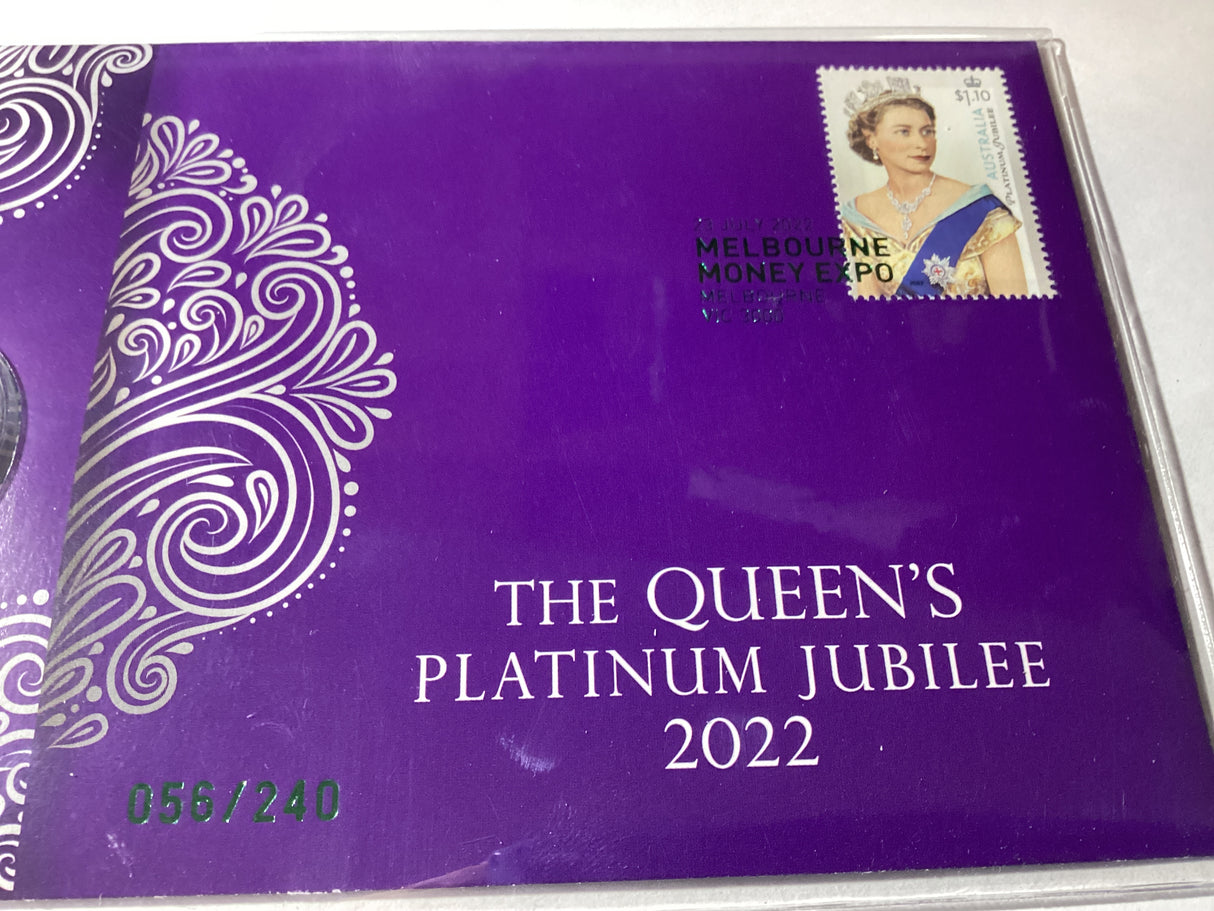 $1.10
AUSTRALIA
PLATINUM JUBILEE
23 JULY 2022
MELBOURNE
MONEY EXPO
MELBOURNE
VIC 3000
THE QUEEN'S
PLATINUM JUBILEE
2022
056/240